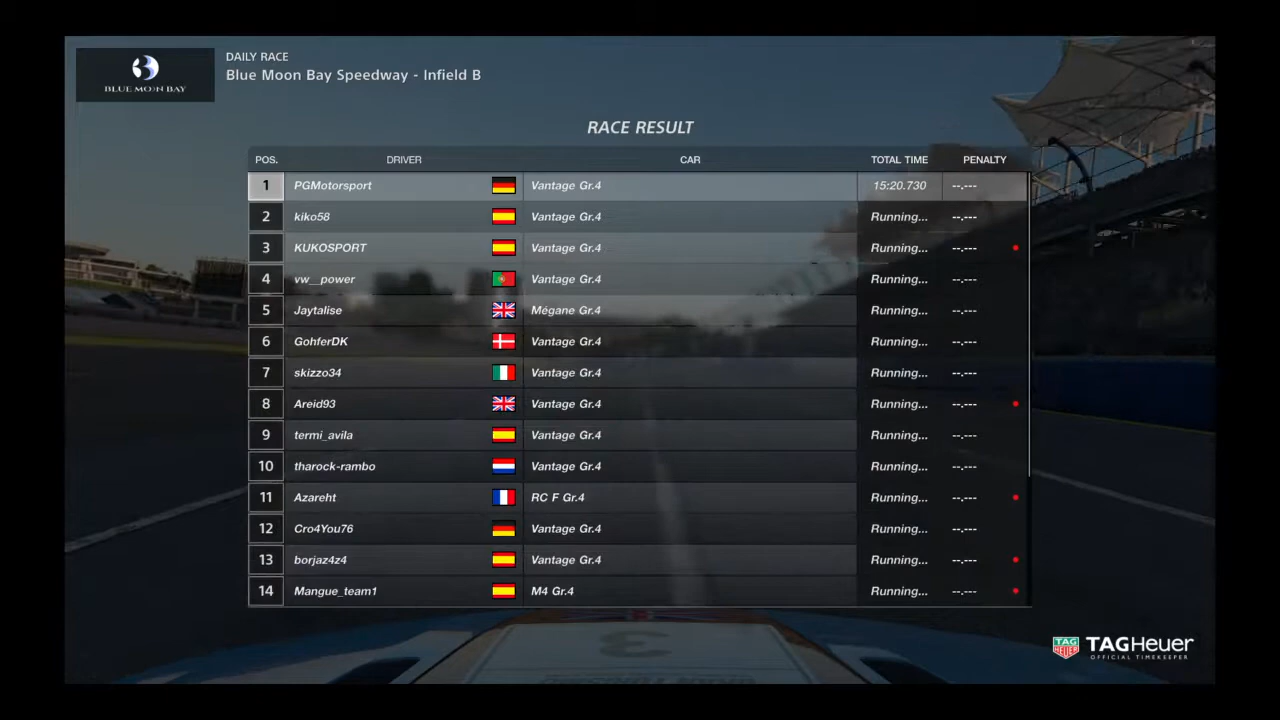 DAILY RACE
Blue Moon Bay Speedway - Infield B
BLUE MOON BAY
RACE RESULT
POS. DRIVER CAR TOTAL TIME PENALTY
1 PGMotorsport Vantage Gr.4 15:20.730 --.---
2 kiko58 Vantage Gr.4 Running... --.---
3 KUKOSPORT Vantage Gr.4 Running... --.---
4 vw__power Vantage Gr.4 Running... --.---
5 Jaytalise Mégane Gr.4 Running... --.---
6 GohferDK Vantage Gr.4 Running... --.---
7 skizzo34 Vantage Gr.4 Running... --.---
8 Areid93 Vantage Gr.4 Running... --.---
9 termi_avila Vantage Gr.4 Running... --.---
10 tharock-rambo Vantage Gr.4 Running... --.---
11 Azareht RC F Gr.4 Running... --.---
12 Cro4You76 Vantage Gr.4 Running... --.---
13 borjaz4z4 Vantage Gr.4 Running... --.---
14 Mangue_team1 M4 Gr.4 Running... --.---
3
TAG HEUER
TAGHeuer
OFFICIAL TIMEKEEPER